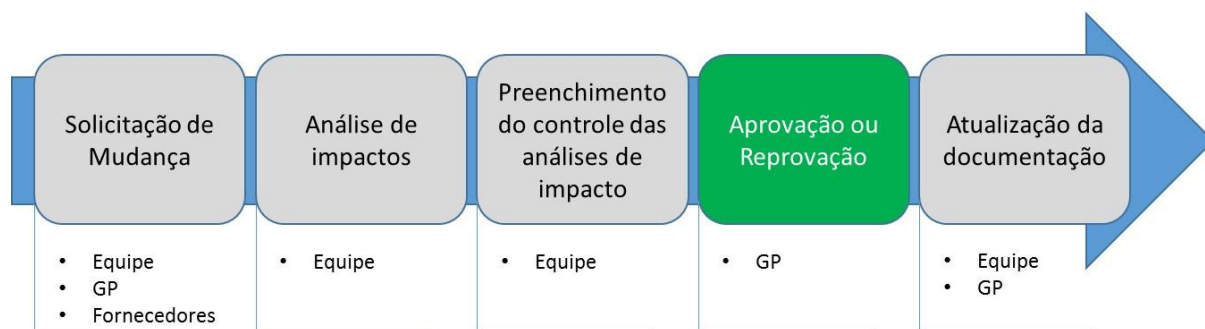 Solicitação de
Mudança
Análise de
impactos
Preenchimento
do controle das
análises de
impacto
Aprovação ou
Reprovação
Atualização da
documentação
• Equipe
• GP
• Fornecedores
• Equipe
• Equipe
• GP
• Equipe
• GP